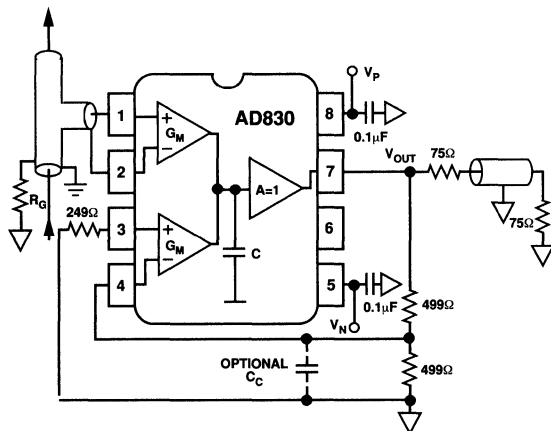 V_P
1
8
AD830
+
G_M
−
0.1μF
V_OUT
75Ω
2
7
A=1
R_G
249Ω
75Ω
3
+
6
G_M
−
C
4
5
0.1μF
499Ω
V_N
OPTIONAL
C_C
499Ω